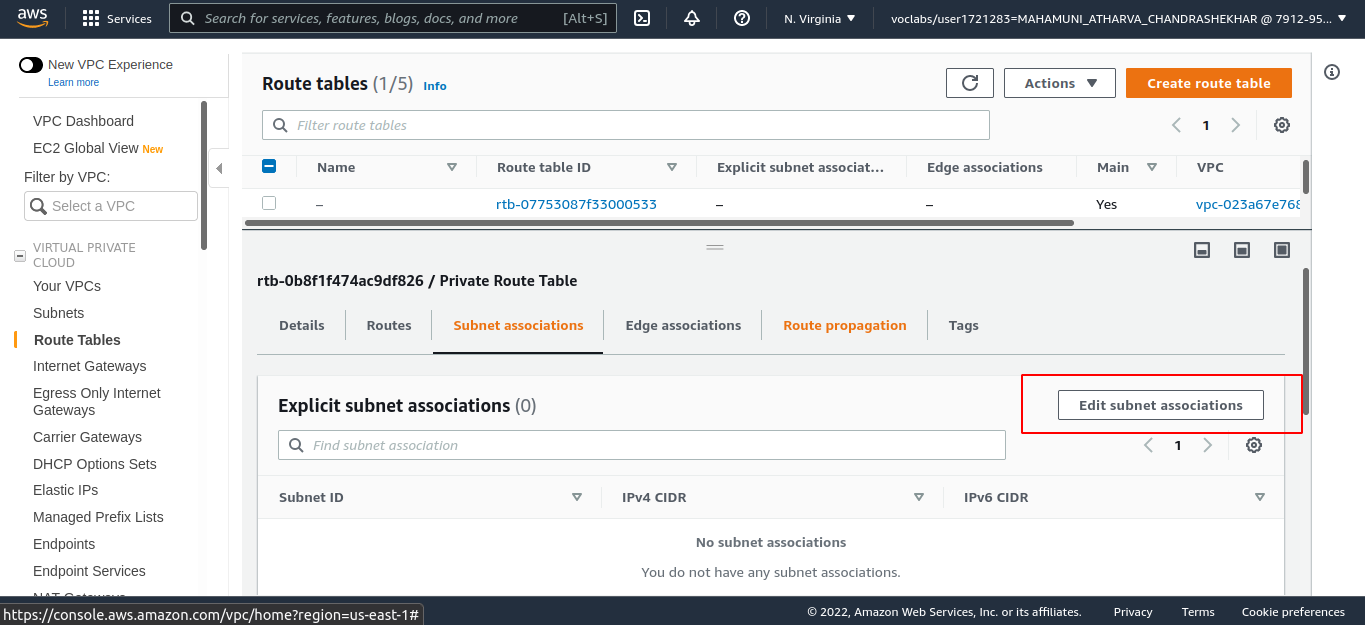 aws
Services
Search for services, features, blogs, docs, and more
[Alt+S]
N. Virginia
voclabs/user1721283=MAHAMUNI_ATHARVA_CHANDRASHEKHAR @ 7912-95...
New VPC Experience
Learn more
VPC Dashboard
EC2 Global View New
Filter by VPC:
Select a VPC
VIRTUAL PRIVATE
CLOUD
Your VPCs
Subnets
Route Tables
Internet Gateways
Egress Only Internet
Gateways
Carrier Gateways
DHCP Options Sets
Elastic IPs
Managed Prefix Lists
Endpoints
Endpoint Services
NAT Gateways
Route tables (1/5) Info
Actions
Create route table
Filter route tables
1
Name Route table ID Explicit subnet associat... Edge associations Main VPC
– rtb-07753087f33000533 – – Yes vpc-023a67e768
rtb-0b8f1f474ac9df826 / Private Route Table
Details Routes Subnet associations Edge associations Route propagation Tags
Explicit subnet associations (0)
Edit subnet associations
Find subnet association
1
Subnet ID IPv4 CIDR IPv6 CIDR
No subnet associations
You do not have any subnet associations.
https://console.aws.amazon.com/vpc/home?region=us-east-1#
© 2022, Amazon Web Services, Inc. or its affiliates. Privacy Terms Cookie preferences